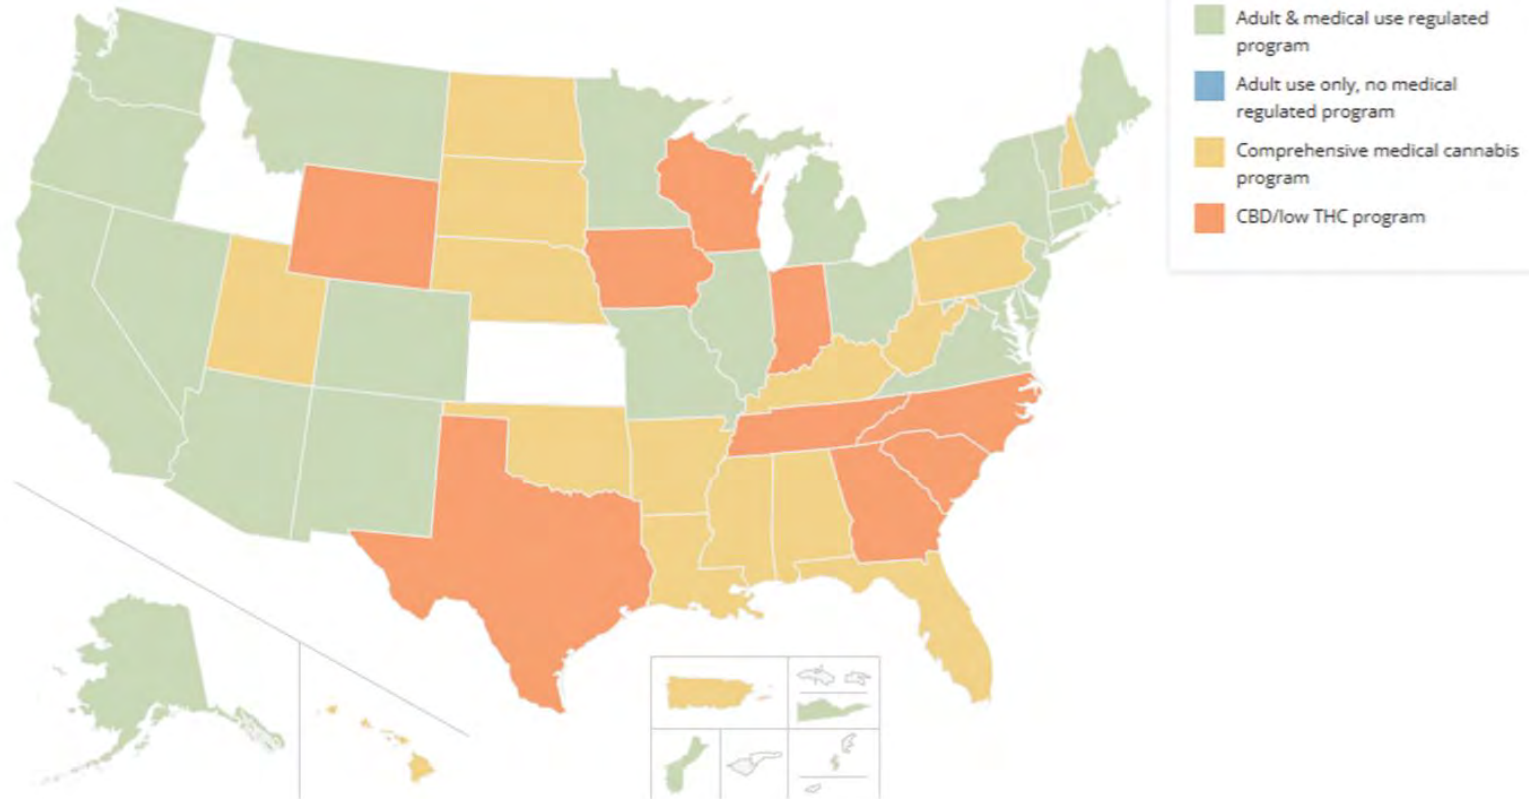 Adult & medical use regulated
program
Adult use only, no medical
regulated program
Comprehensive medical cannabis
program
CBD/low THC program